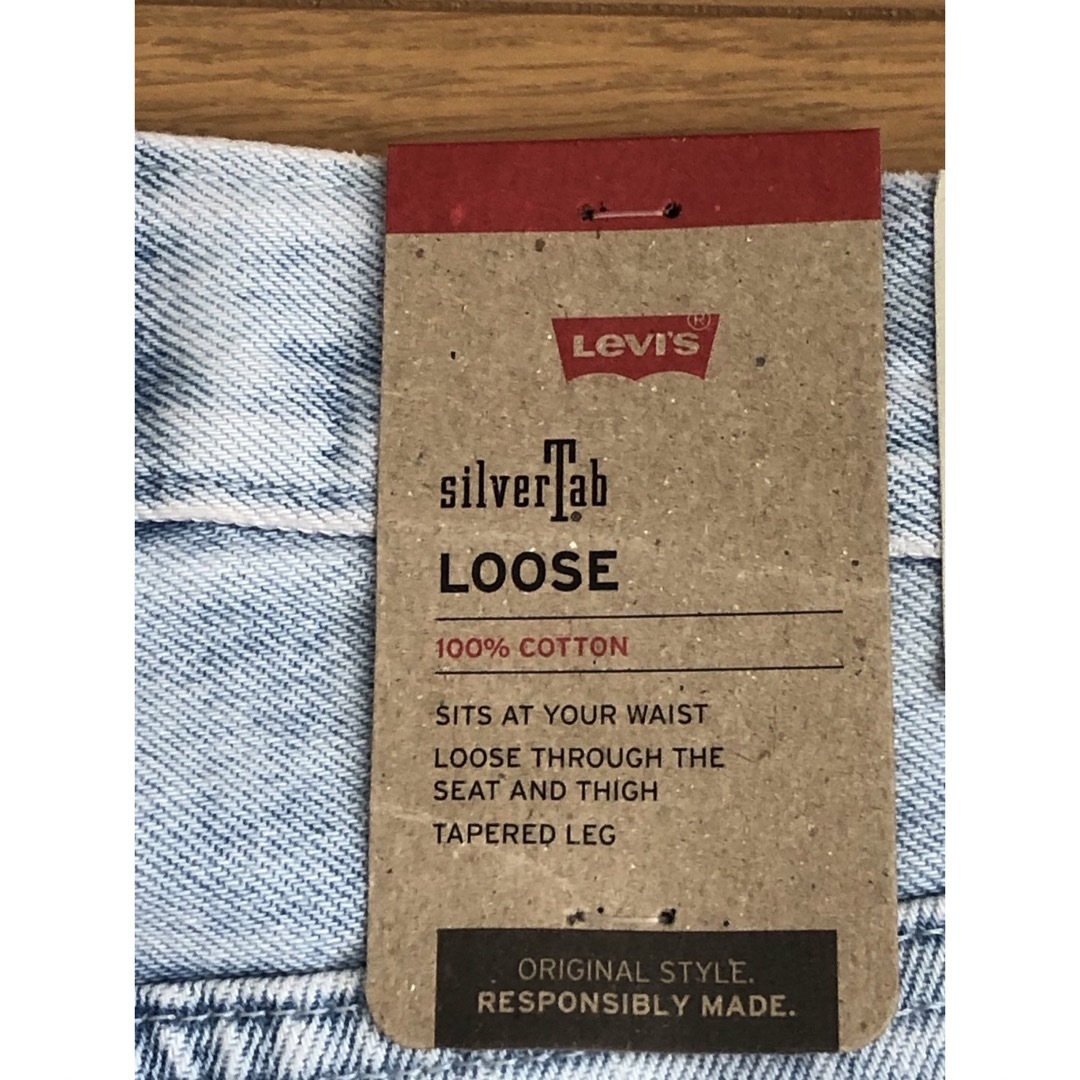 LEVI'S®
silverTab®
LOOSE
100% COTTON
SITS AT YOUR WAIST
LOOSE THROUGH THE
SEAT AND THIGH
TAPERED LEG
ORIGINAL STYLE.
RESPONSIBLY MADE.